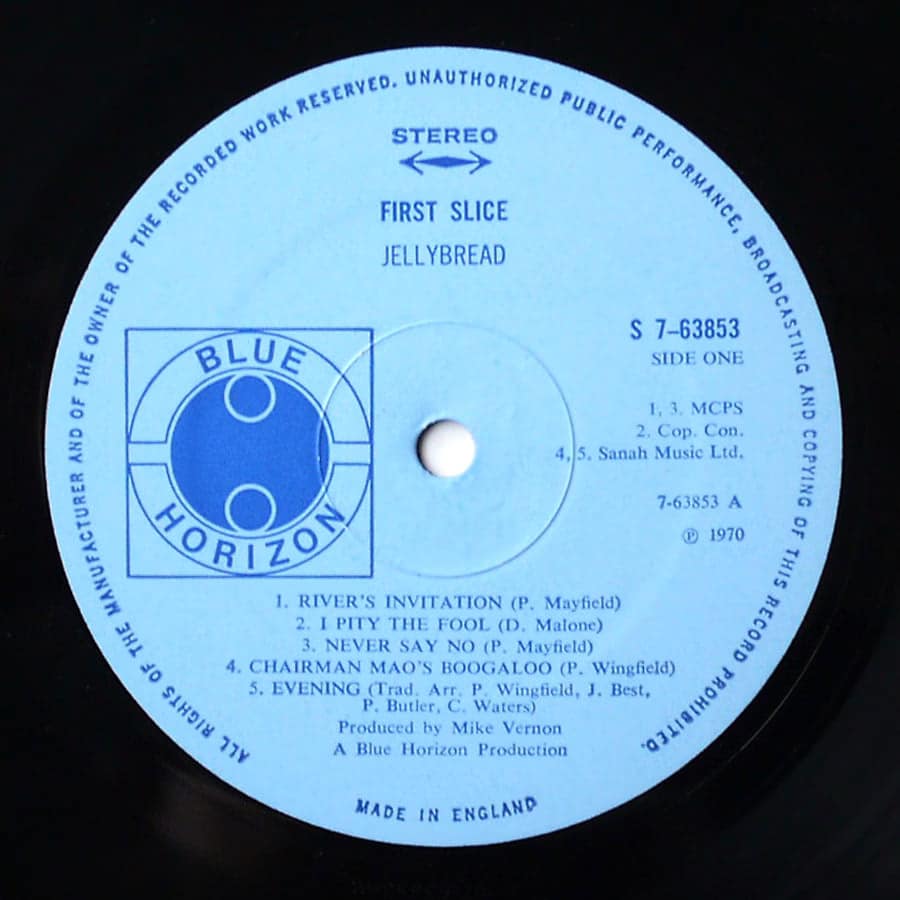 ALL RIGHTS OF THE MANUFACTURER AND OF THE OWNER OF THE RECORDED WORK RESERVED. UNAUTHORIZED PUBLIC PERFORMANCE, BROADCASTING AND COPYING OF THIS RECORD PROHIBITED.
STEREO
FIRST SLICE
JELLYBREAD
S 7-63853
SIDE ONE
BLUE
HORIZON
1, 3. MCPS
2. Cop. Con.
4, 5. Sanah Music Ltd.
7-63853 A
℗ 1970
1. RIVER'S INVITATION (P. Mayfield)
2. I PITY THE FOOL (D. Malone)
3. NEVER SAY NO (P. Mayfield)
4. CHAIRMAN MAO'S BOOGALOO (P. Wingfield)
5. EVENING (Trad. Arr. P. Wingfield, J. Best,
P. Butler, C. Waters)
Produced by Mike Vernon
A Blue Horizon Production
MADE IN ENGLAND